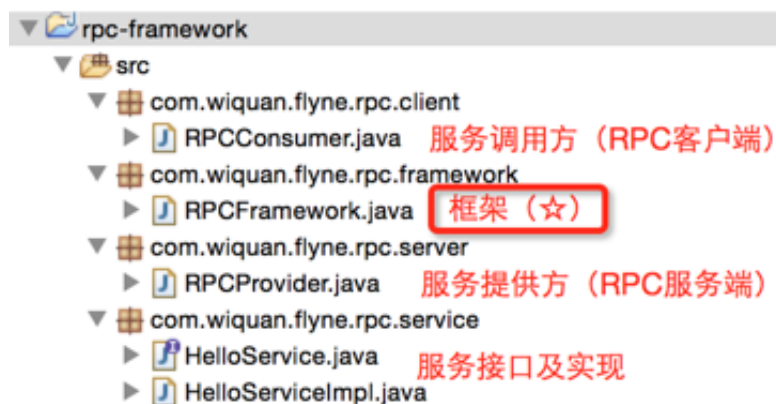 rpc-framework
src
com.wiquan.flyne.rpc.client
RPCConsumer.java 服务调用方（RPC客户端）
com.wiquan.flyne.rpc.framework
RPCFramework.java 框架（☆）
com.wiquan.flyne.rpc.server
RPCProvider.java 服务提供方（RPC服务端）
com.wiquan.flyne.rpc.service
HelloService.java 服务接口及实现
HelloServiceImpl.java